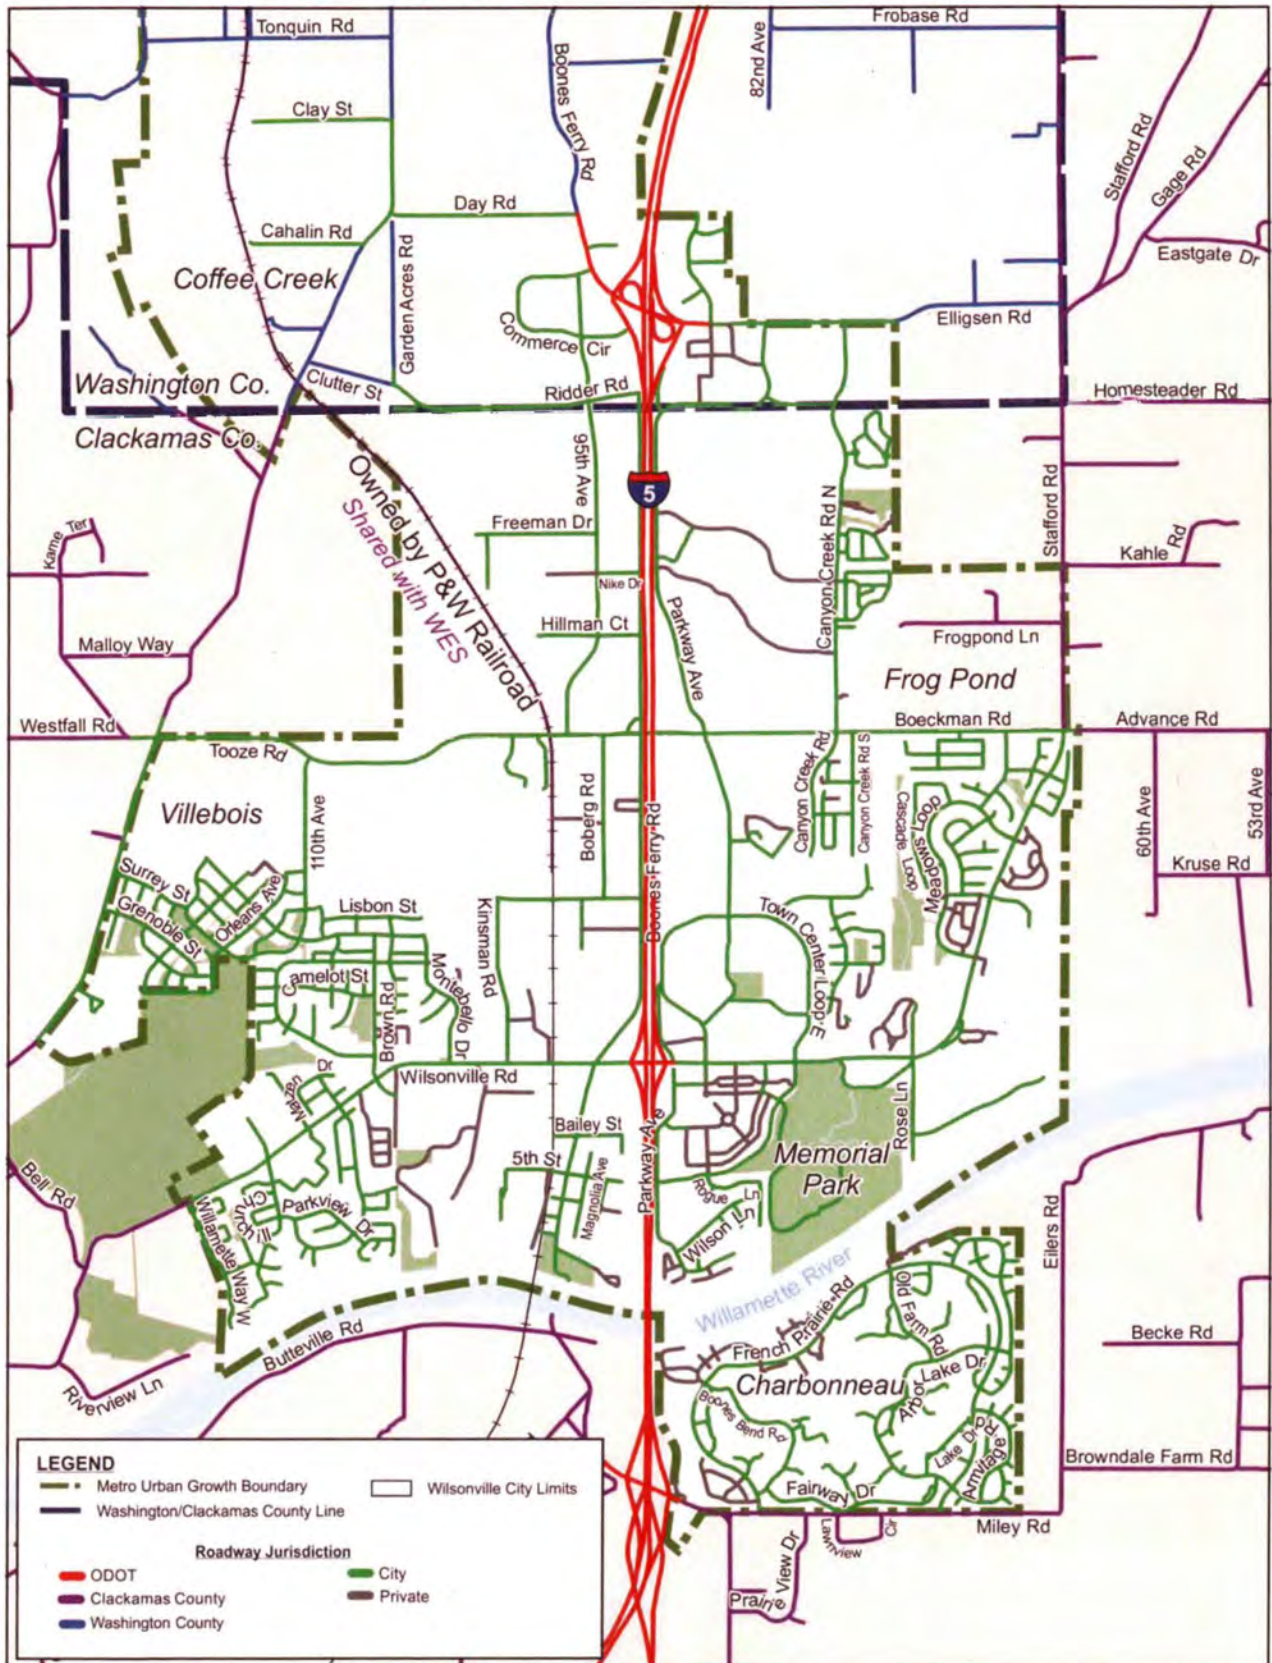 Tonquin Rd
Boones Ferry Rd
82nd Ave
Frobase Rd
Clay St
Stafford Rd
Gage Rd
Day Rd
Cahalin Rd
Eastgate Dr
Coffee Creek
Garden Acres Rd
Commerce Cir
Elligsen Rd
Washington Co.
Clutter St
Ridder Rd
Homesteader Rd
Clackamas Co.
95th Ave
Owned by P&W Railroad
Shared with WES
5
Canyon Creek Rd N
Stafford Rd
Kame Ter
Freeman Dr
Kahle Rd
Nike Dr
Parkway Ave
Hillman Ct
Frogpond Ln
Malloy Way
Frog Pond
Westfall Rd
Tooze Rd
Boeckman Rd
Advance Rd
Villebois
110th Ave
Boberg Rd
Boones Ferry Rd
Canyon Creek Rd
Canyon Creek Rd S
Cascade Loop
Meadows Loop
60th Ave
53rd Ave
Kruse Rd
Surrey St
Grenoble St
Orleans Ave
Lisbon St
Kinsman Rd
Town Center Loop E
Camelot St
Brown Rd
Montebello Dr
Wilsonville Rd
Dr
Bailey St
Parkway Ave
Rose Ln
5th St
Magnolia Ave
Memorial
Park
Bell Rd
Willamette Way W
Churchill
Parkview Dr
Rogue Ln
Wilson Ln
Eilers Rd
Willamette River
Butteville Rd
French Prairie Rd
Old Farm Rd
Becke Rd
Riverview Ln
Charbonneau
Arbor Lake Dr
Boones Bend Rd
Lake Dr
Armitage Rd
Browndale Farm Rd
Fairway Dr
Miley Rd
Lawnview Cir
Prairie View Dr
LEGEND
Metro Urban Growth Boundary
Wilsonville City Limits
Washington/Clackamas County Line
Roadway Jurisdiction
ODOT
City
Clackamas County
Private
Washington County